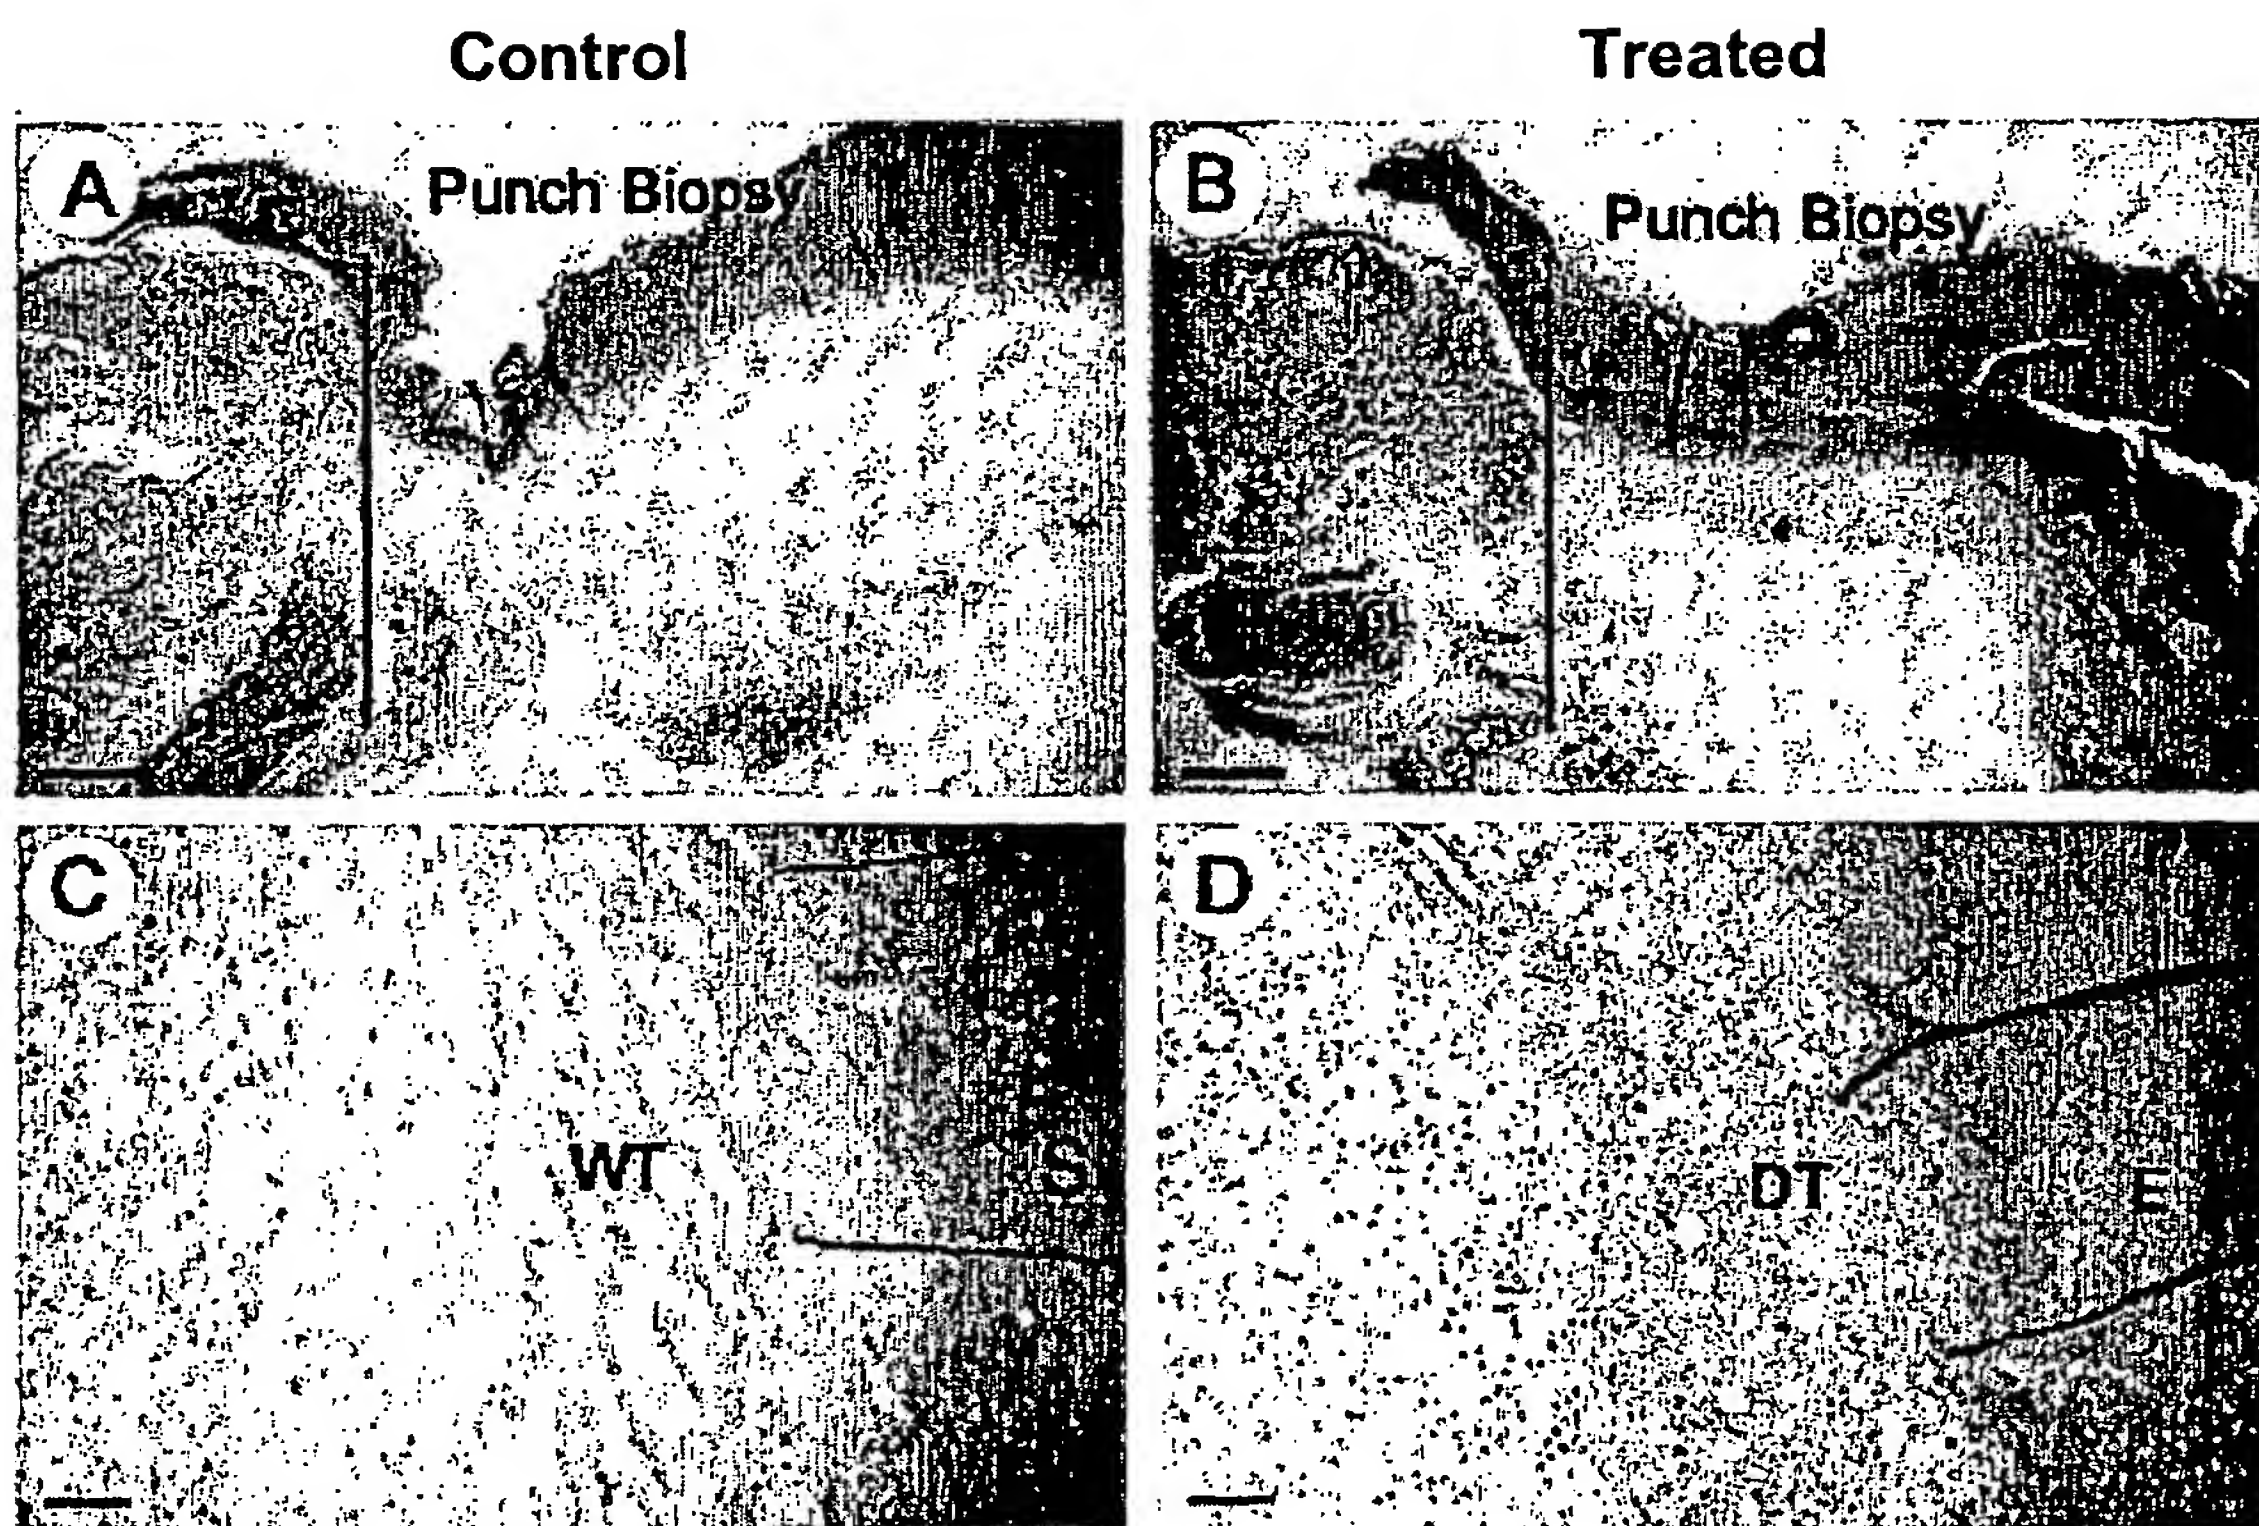 Control
Treated
A
Punch Biopsy
B
Punch Biopsy
C
WT
S
D
DT
E